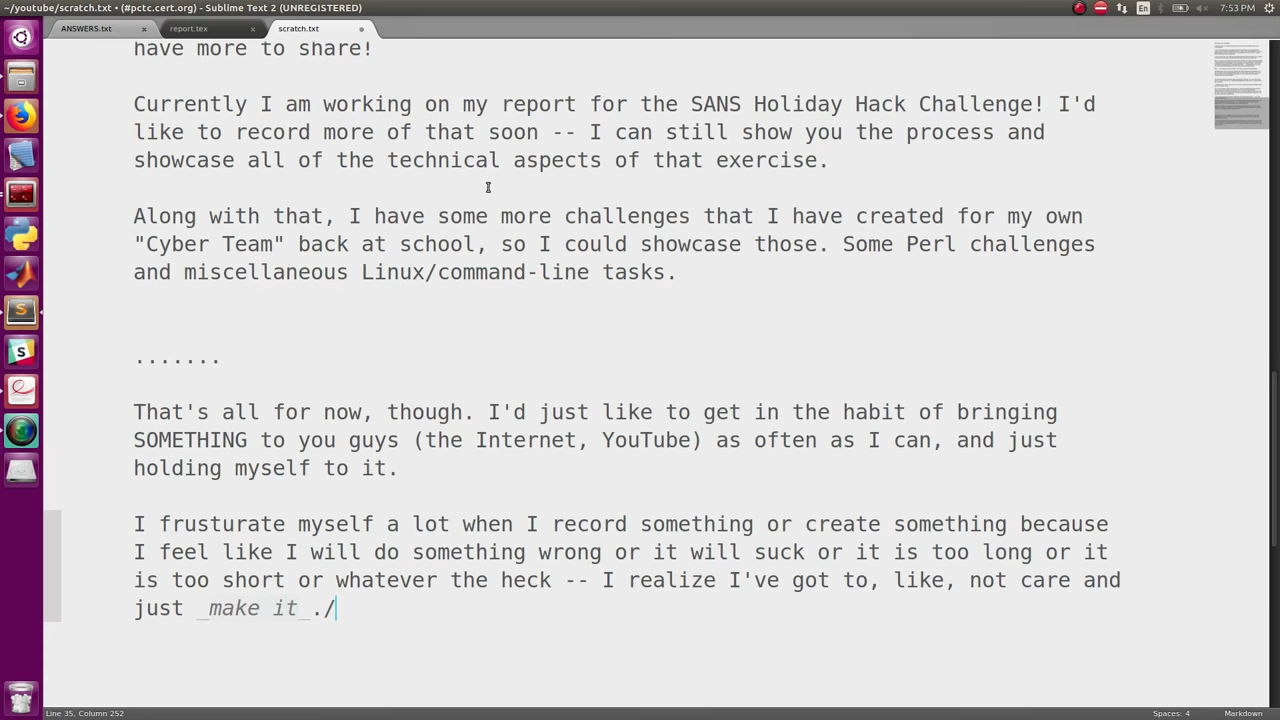 ~/youtube/scratch.txt • (#pctc.cert.org) - Sublime Text 2 (UNREGISTERED)
En
7:53 PM
ANSWERS.txt
report.tex
scratch.txt
have more to share!
Currently I am working on my report for the SANS Holiday Hack Challenge! I'd
like to record more of that soon -- I can still show you the process and
showcase all of the technical aspects of that exercise.
Along with that, I have some more challenges that I have created for my own
"Cyber Team" back at school, so I could showcase those. Some Perl challenges
and miscellaneous Linux/command-line tasks.
.......
That's all for now, though. I'd just like to get in the habit of bringing
SOMETHING to you guys (the Internet, YouTube) as often as I can, and just
holding myself to it.
I frusturate myself a lot when I record something or create something because
I feel like I will do something wrong or it will suck or it is too long or it
is too short or whatever the heck -- I realize I've got to, like, not care and
just _make it_./
Line 35, Column 252
Spaces: 4
Markdown